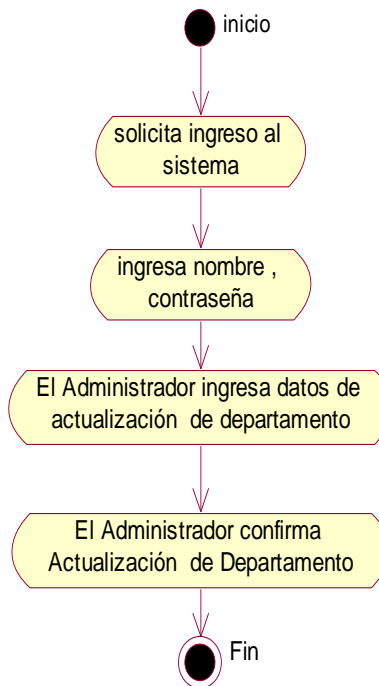 inicio
solicita ingreso al
sistema
ingresa nombre ,
contraseña
El Administrador ingresa datos de
actualización de departamento
El Administrador confirma
Actualización de Departamento
Fin